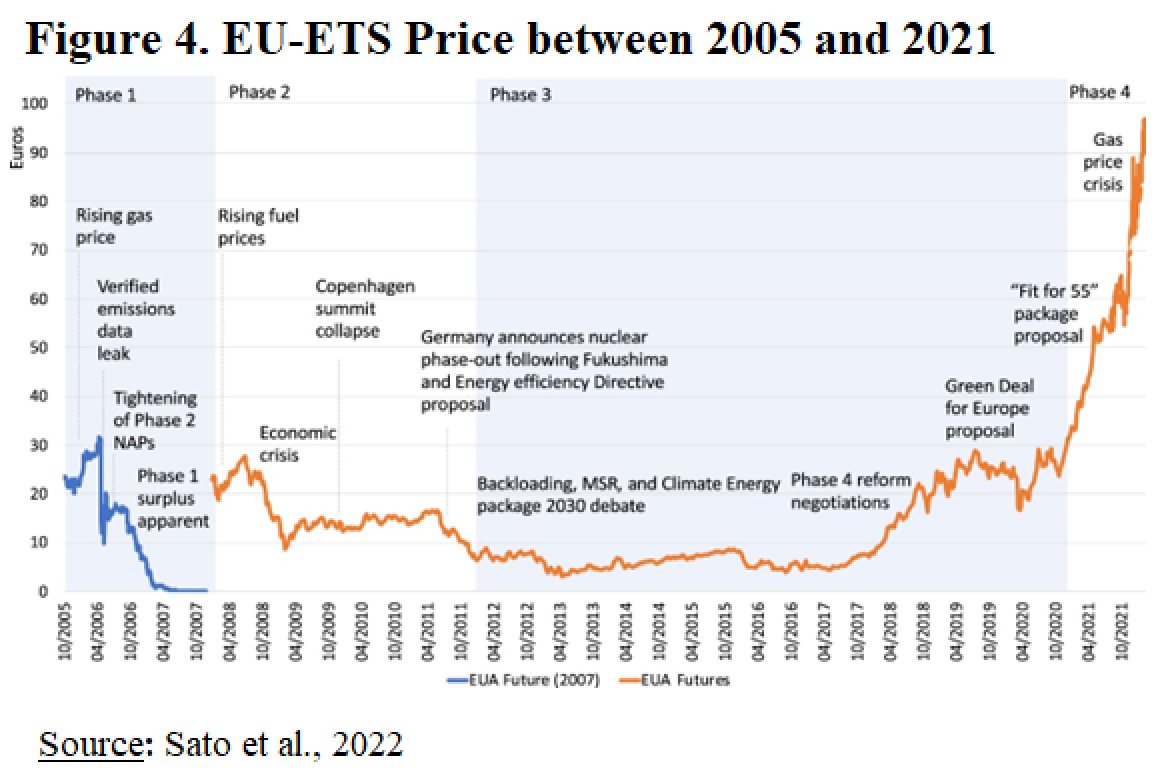 Figure 4. EU-ETS Price between 2005 and 2021
Phase 1
Phase 2
Phase 3
Phase 4
Euros
100
90
80
70
60
50
40
30
20
10
0
Rising gas
price
Verified
emissions
data
leak
Tightening
of Phase 2
NAPs
Phase 1
surplus
apparent
Rising fuel
prices
Economic
crisis
Copenhagen
summit
collapse
Germany announces nuclear
phase-out following Fukushima
and Energy efficiency Directive
proposal
Backloading, MSR, and Climate Energy
package 2030 debate
Phase 4 reform
negotiations
Green Deal
for Europe
proposal
“Fit for 55”
package
proposal
Gas
price
crisis
10/2005
04/2006
10/2006
04/2007
10/2007
04/2008
10/2008
04/2009
10/2009
04/2010
10/2010
04/2011
10/2011
04/2012
10/2012
04/2013
10/2013
04/2014
10/2014
04/2015
10/2015
04/2016
10/2016
04/2017
10/2017
04/2018
10/2018
04/2019
10/2019
04/2020
10/2020
04/2021
10/2021
EUA Future (2007)
EUA Futures
Source: Sato et al., 2022